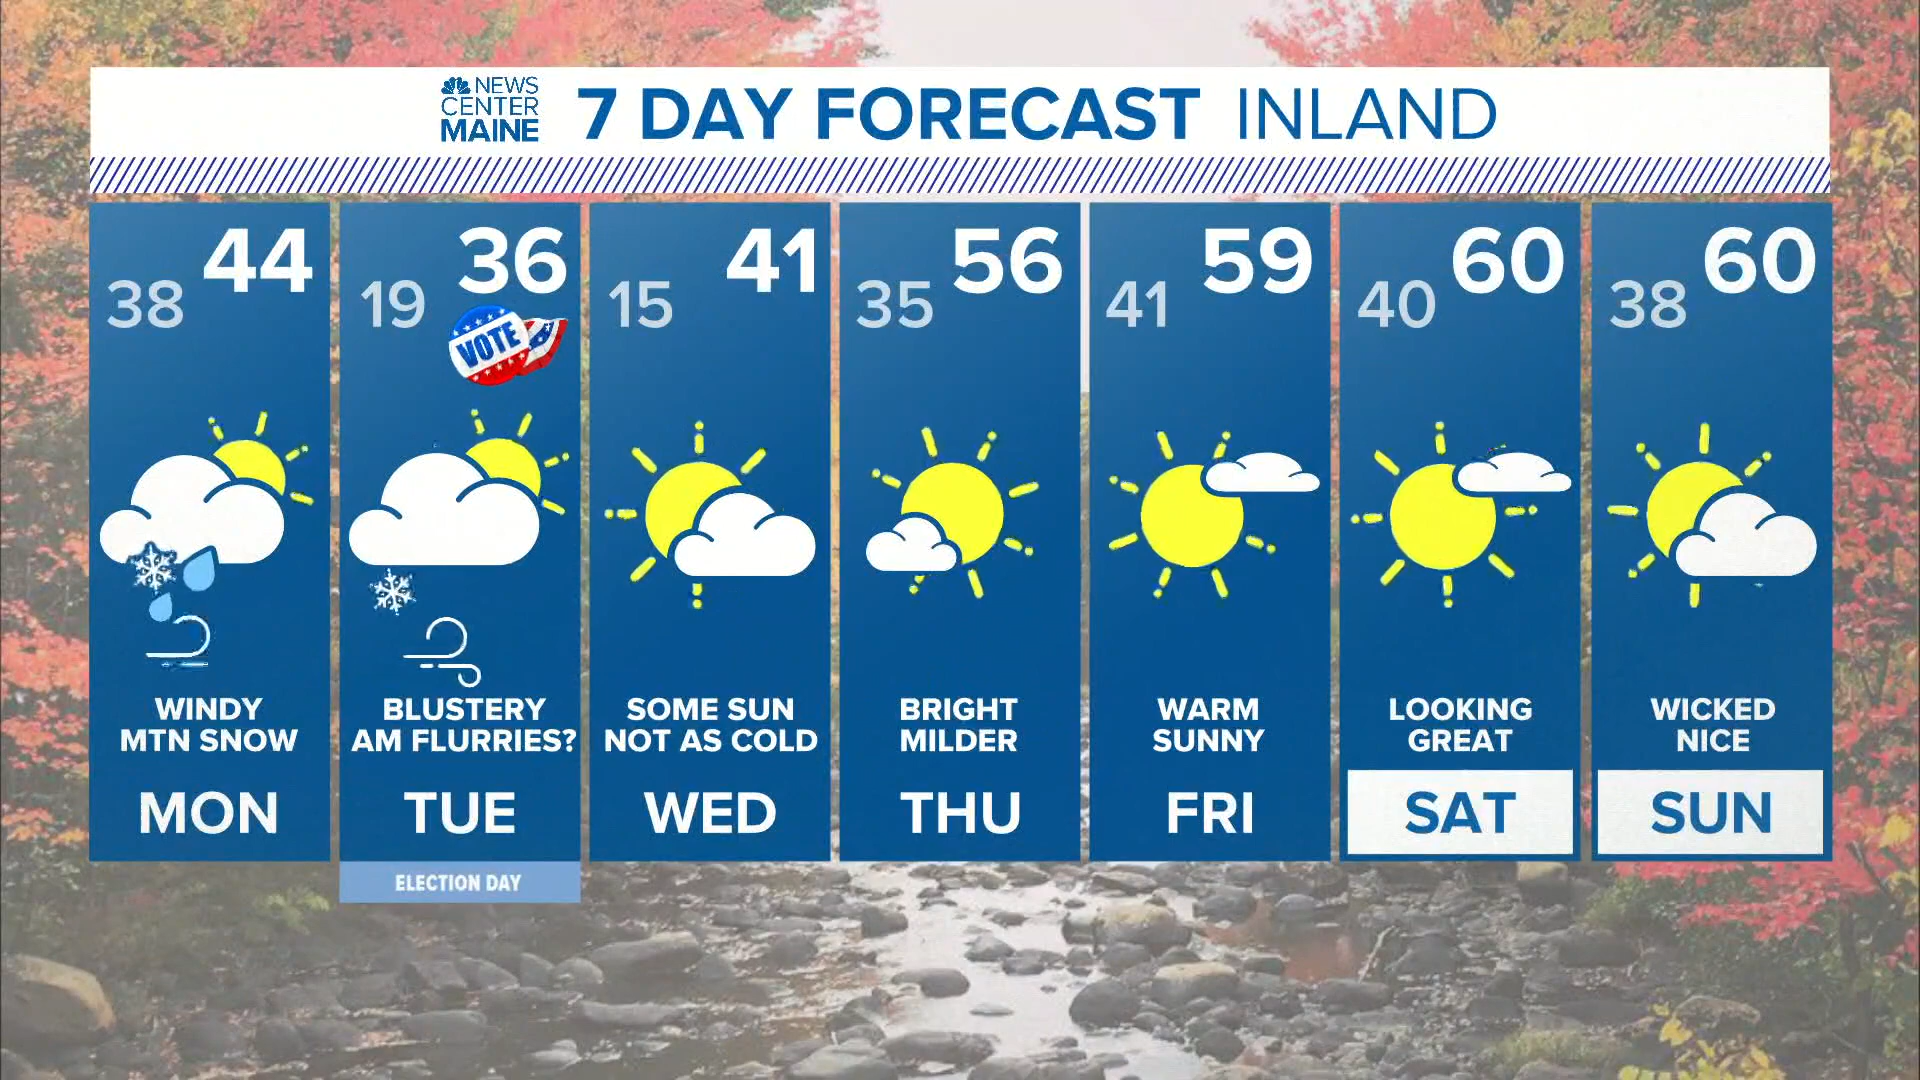 NEWS
CENTER
MAINE
7 DAY FORECAST INLAND
38 44
19 36
VOTE
15 41
35 56
41 59
40 60
38 60
WINDY
MTN SNOW
BLUSTERY
AM FLURRIES?
SOME SUN
NOT AS COLD
BRIGHT
MILDER
WARM
SUNNY
LOOKING
GREAT
WICKED
NICE
MON
TUE
WED
THU
FRI
SAT
SUN
ELECTION DAY